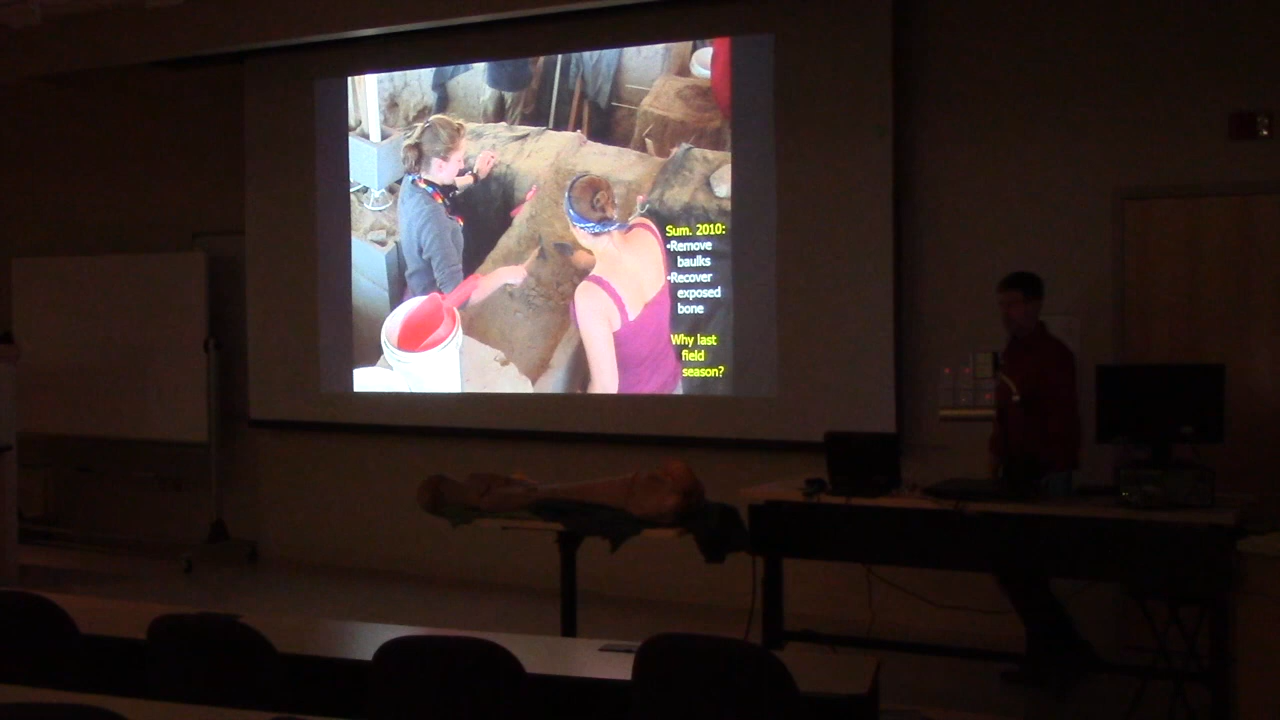 Sum. 2010:
•Remove
baulks
•Recover
exposed
bone
Why last
field
season?